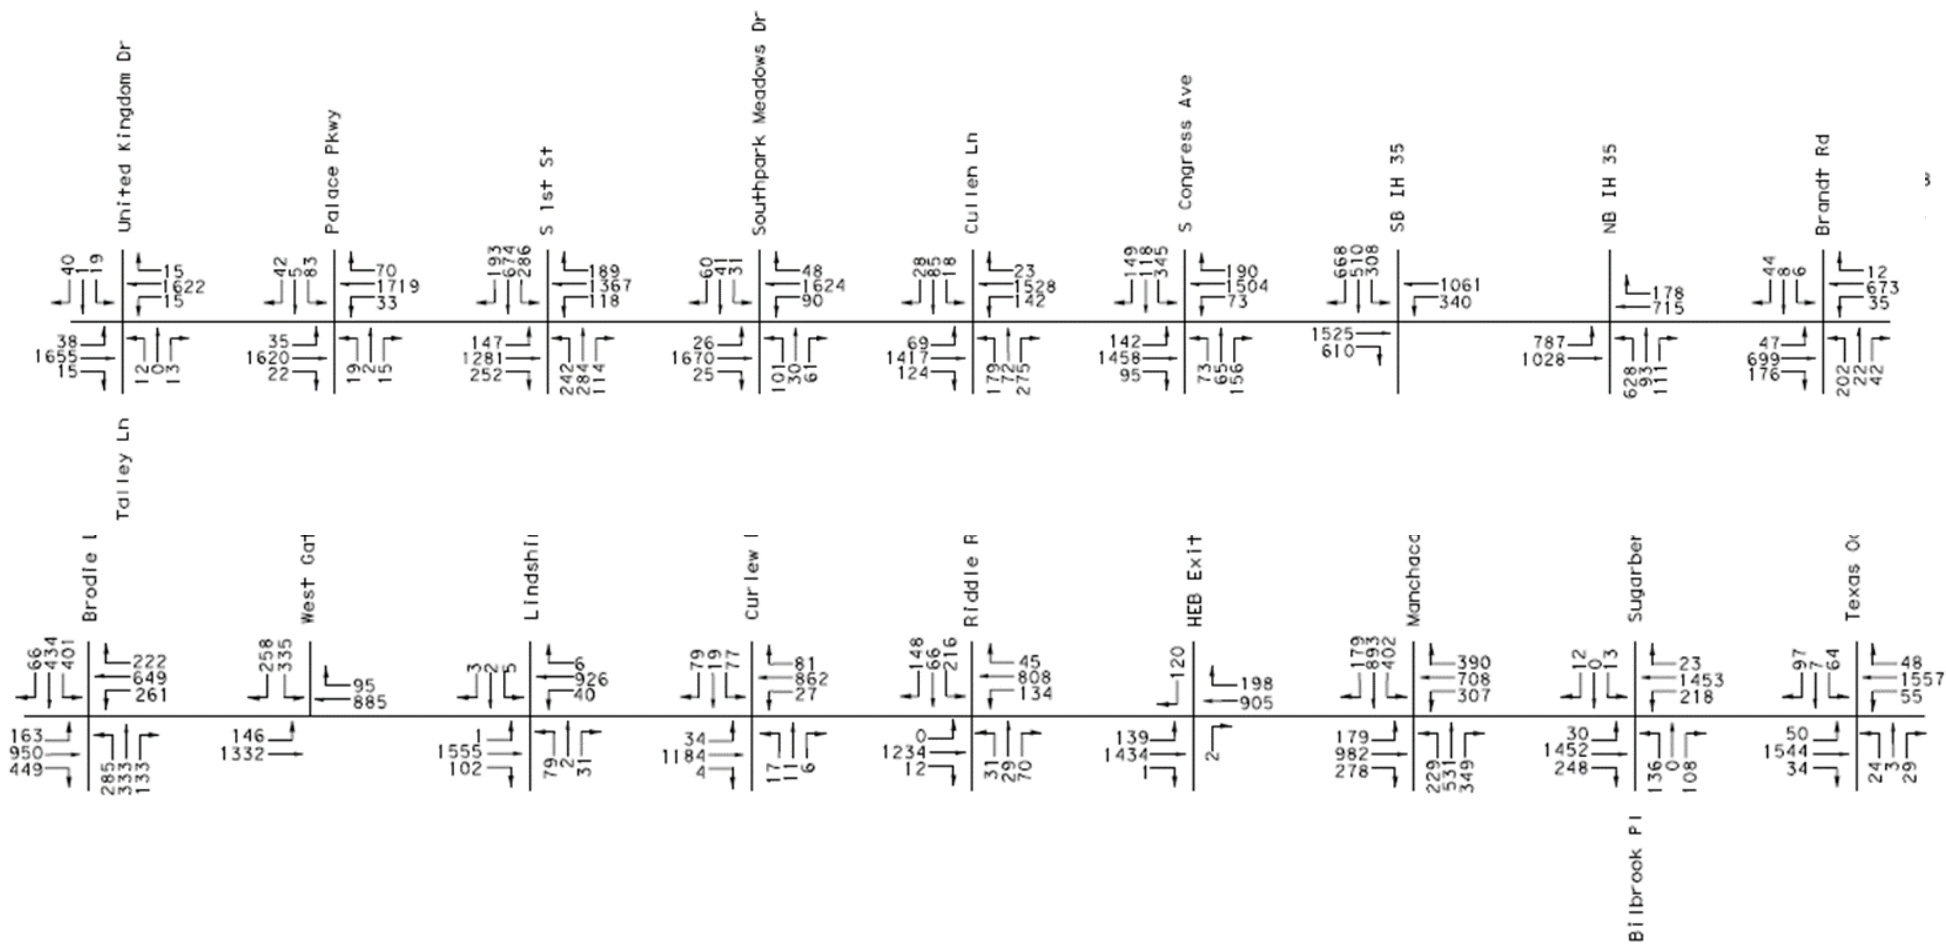 United Kingdom Dr
40 1 19
15
1622
15
38
1655
15
12 0 13
Talley Ln
Palace Pkwy
42 5 83
70
1719
33
35
1620
22
19 2 15
S 1st St
193 674 286
189
1367
118
147
1281
252
242 284 114
Southpark Meadows Dr
60 41 31
48
1624
90
26
1670
25
101 30 61
Cullen Ln
28 85 18
23
1528
142
69
1417
124
179 72 275
S Congress Ave
149 118 345
190
1504
73
142
1458
95
73 65 156
SB IH 35
668 510 308
1061
340
1525
610
NB IH 35
178
715
787
1028
628 93 111
Brandt Rd
44 8 6
12
673
35
47
699
176
202 22 42
Brodie L
66 434 401
222
649
261
163
950
449
285 333 133
West Gat
258 335
95
885
146
1332
Lindshi
3 2 5
6
926
40
1
1555
102
79 2 31
Curlew
79 19 77
81
862
27
34
1184
4
17 11 6
Riddle R
148 66 216
45
808
134
0
1234
12
31 29 70
HEB Exit
120
198
905
139
1434
1
2
Manchac
179 893 402
390
708
307
179
982
278
229 531 349
Sugarber
12 0 13
23
1453
218
30
1452
248
136 0 108
Bilbrook Pl
Texas O
97 7 64
48
1557
55
50
1544
34
24 3 29